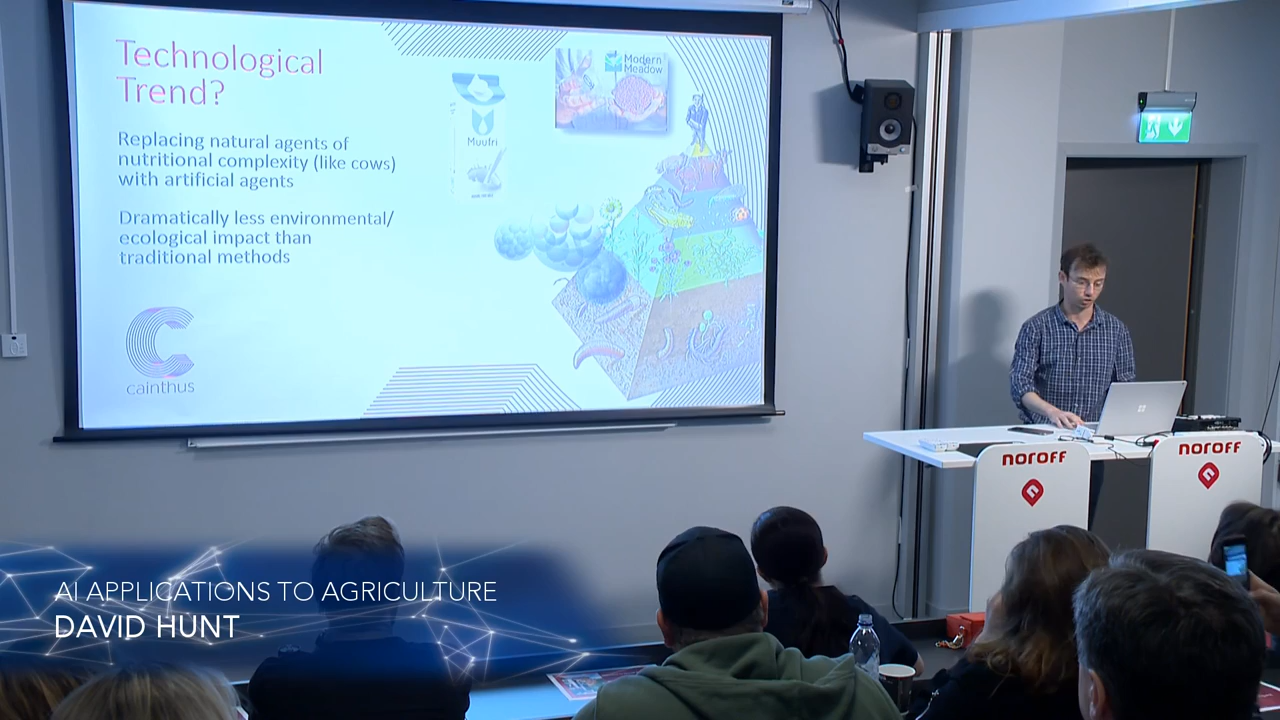 Technological
Trend?
Replacing natural agents of
nutritional complexity (like cows)
with artificial agents
Dramatically less environmental/
ecological impact than
traditional methods
cainthus
Muufri
Modern
Meadow
noroff
noroff
AI APPLICATIONS TO AGRICULTURE
DAVID HUNT